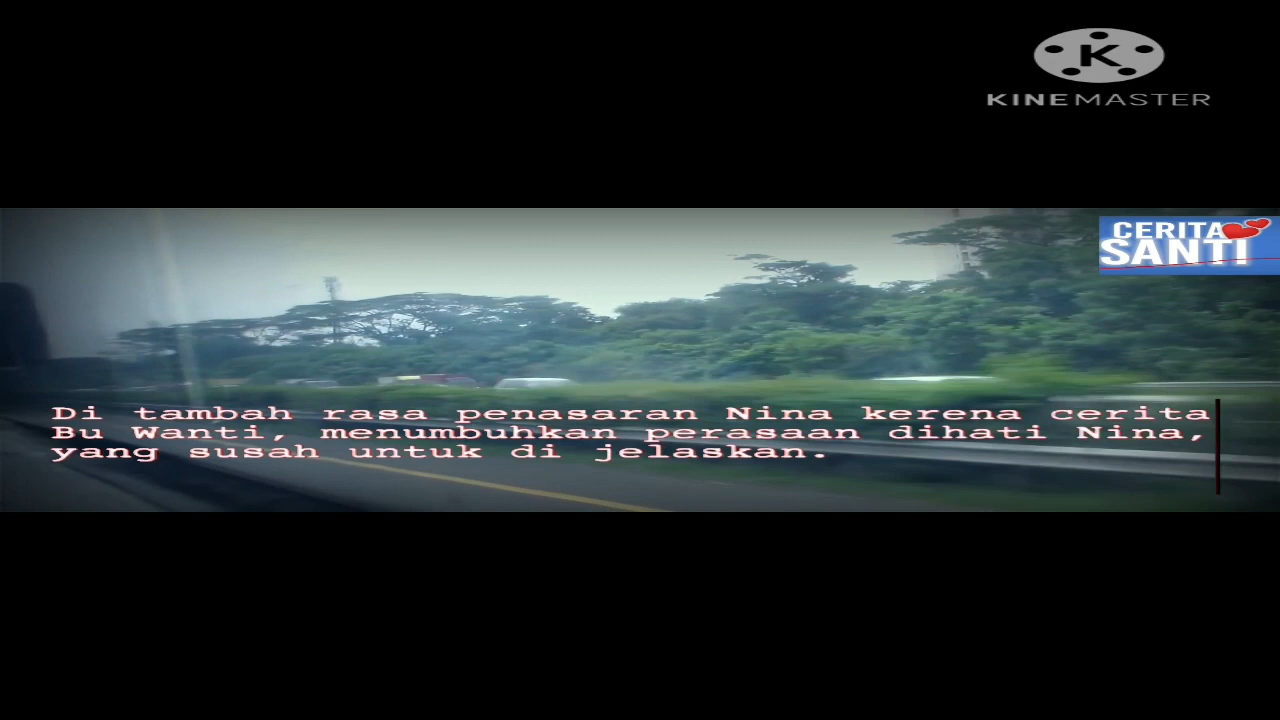 KINEMASTER
CERITA
SANTI
Di tambah rasa penasaran Nina kerena cerita
Bu Wanti, menumbuhkan perasaan dihati Nina,
yang susah untuk di jelaskan.